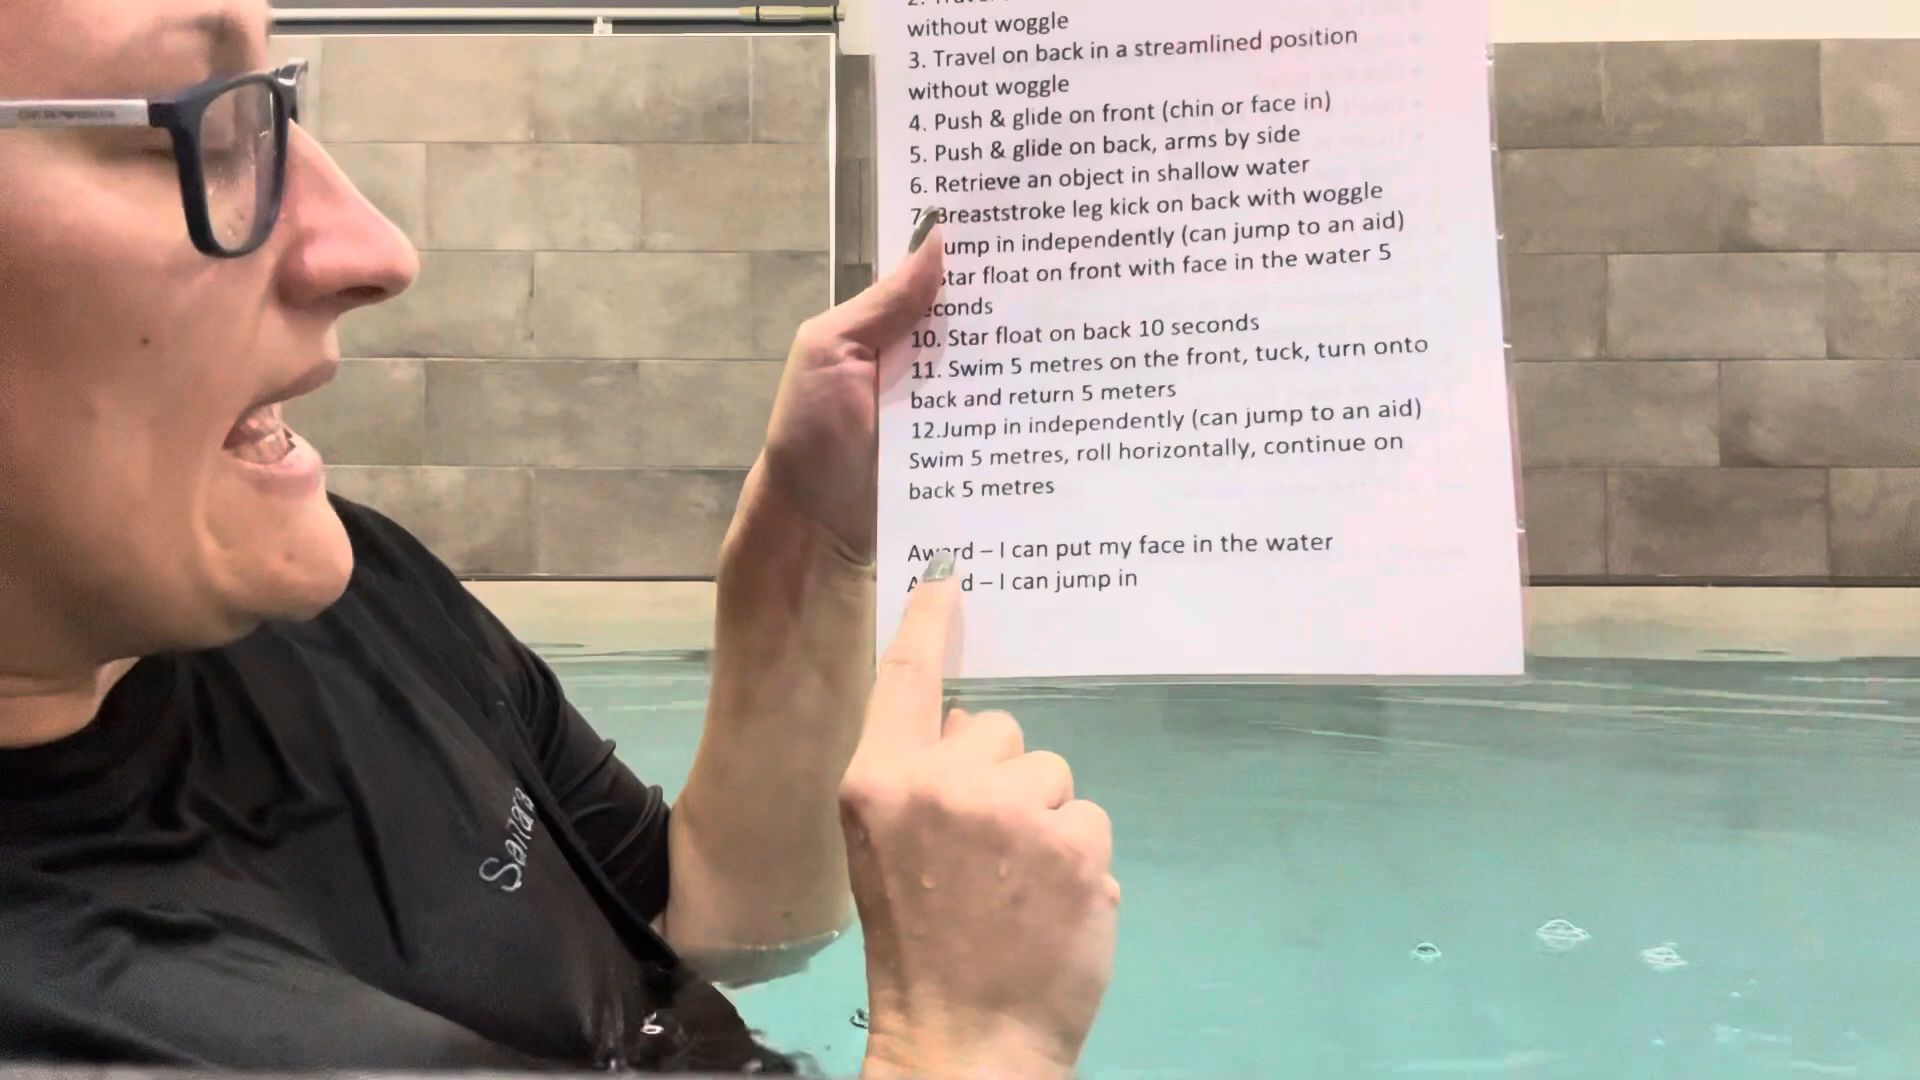 2.
without woggle
3. Travel on back in a streamlined position
without woggle
4. Push & glide on front (chin or face in)
5. Push & glide on back, arms by side
6. Retrieve an object in shallow water
7. Breaststroke leg kick on back with woggle
ump in independently (can jump to an aid)
tar float on front with face in the water 5
econds
10. Star float on back 10 seconds
11. Swim 5 metres on the front, tuck, turn onto
back and return 5 meters
12.Jump in independently (can jump to an aid)
Swim 5 metres, roll horizontally, continue on
back 5 metres
Award – I can put my face in the water
A d – I can jump in